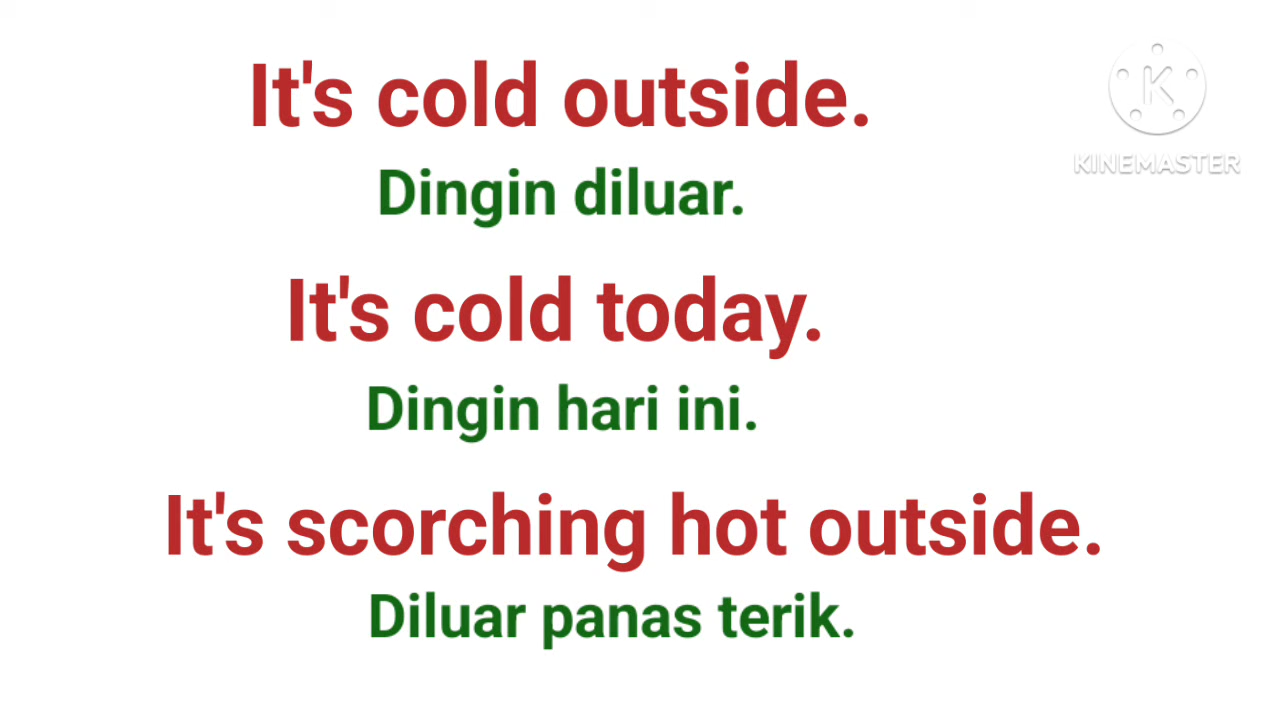 It's cold outside.
Dingin diluar.
It's cold today.
Dingin hari ini.
It's scorching hot outside.
Diluar panas terik.
K
KINEMASTER